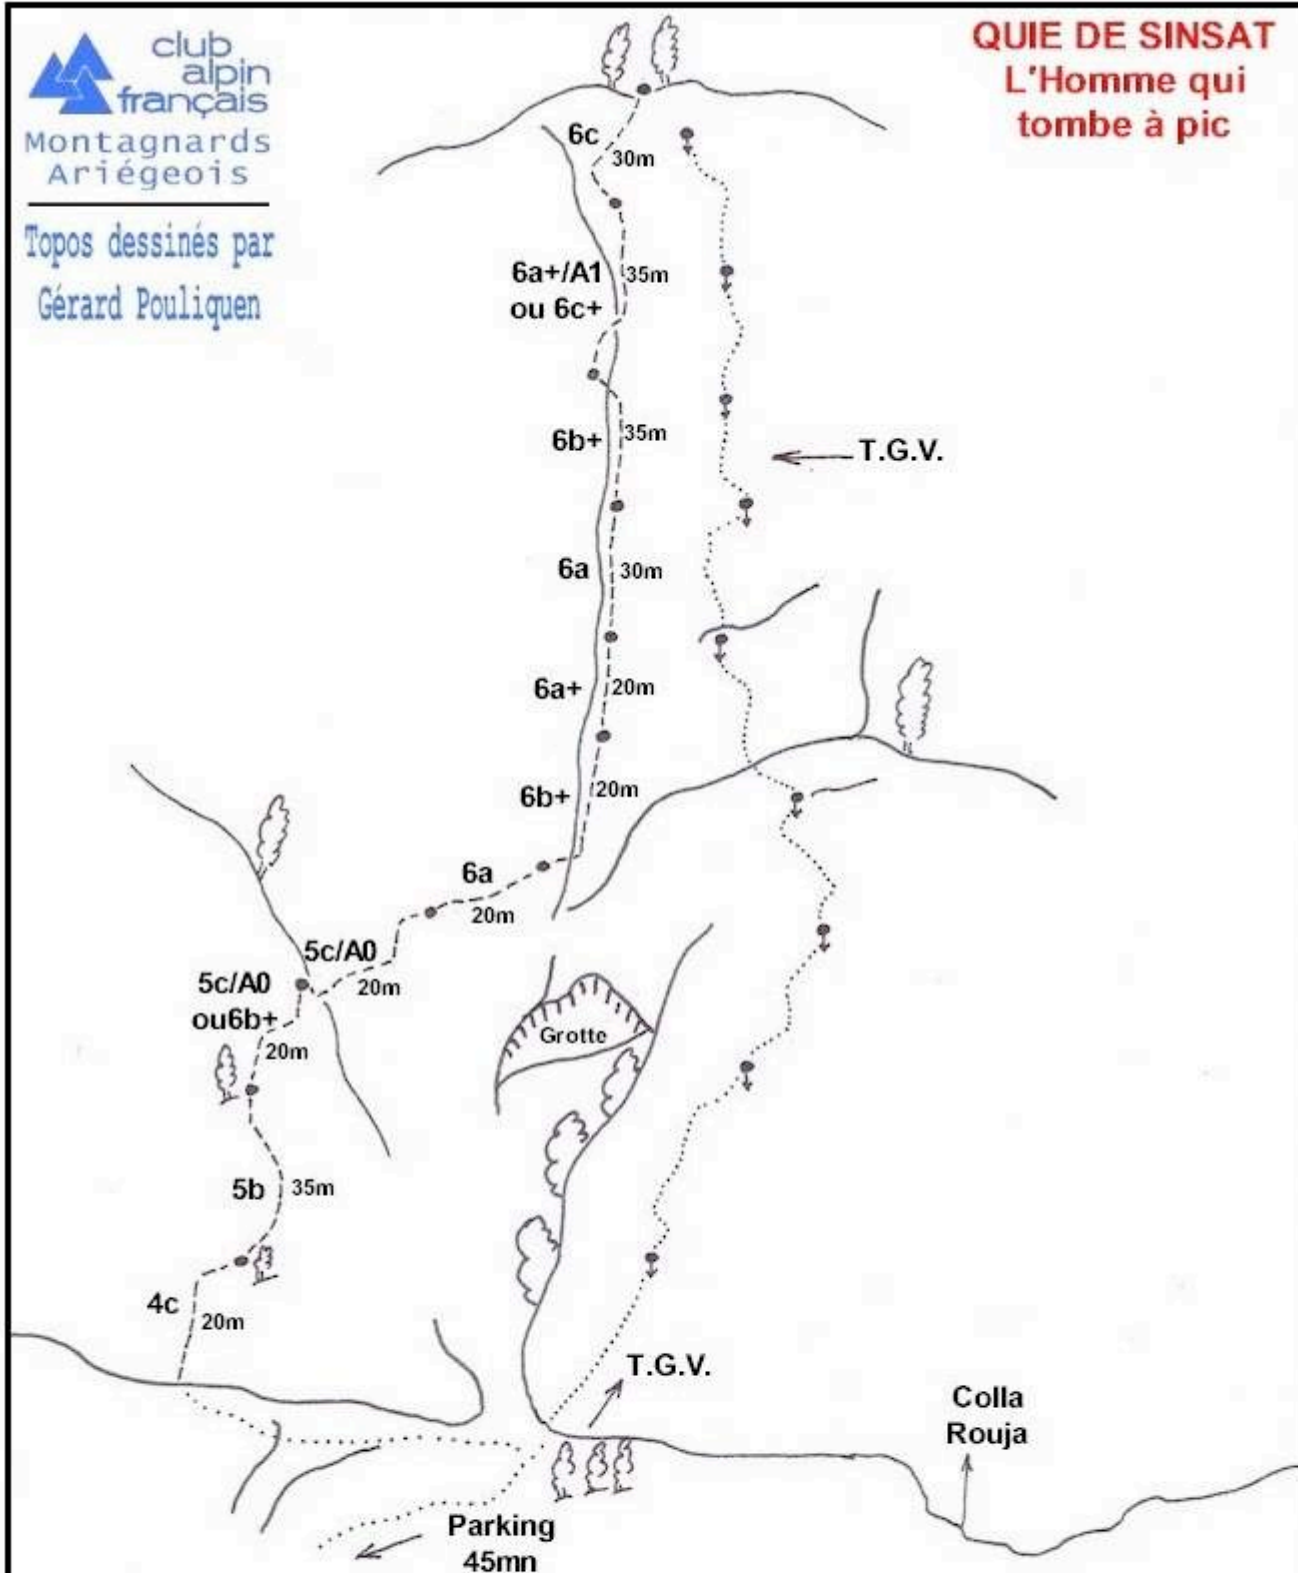 club
alpin
français
Montagnards
Ariégeois
Topos dessinés par
Gérard Pouliquen
QUIE DE SINSAT
L'Homme qui
tombe à pic
6c
30m
6a+/A1
ou 6c+
35m
6b+
35m
T.G.V.
6a
30m
6a+
20m
6b+
20m
6a
20m
5c/A0
20m
5c/A0
ou6b+
20m
Grotte
5b
35m
4c
20m
T.G.V.
Colla
Rouja
Parking
45mn